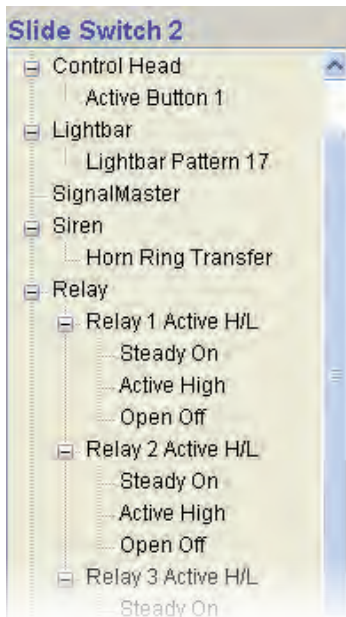 Slide Switch 2
Control Head
Active Button 1
Lightbar
Lightbar Pattern 17
SignalMaster
Siren
Horn Ring Transfer
Relay
Relay 1 Active H/L
Steady On
Active High
Open Off
Relay 2 Active H/L
Steady On
Active High
Open Off
Relay 3 Active H/L
Steady On